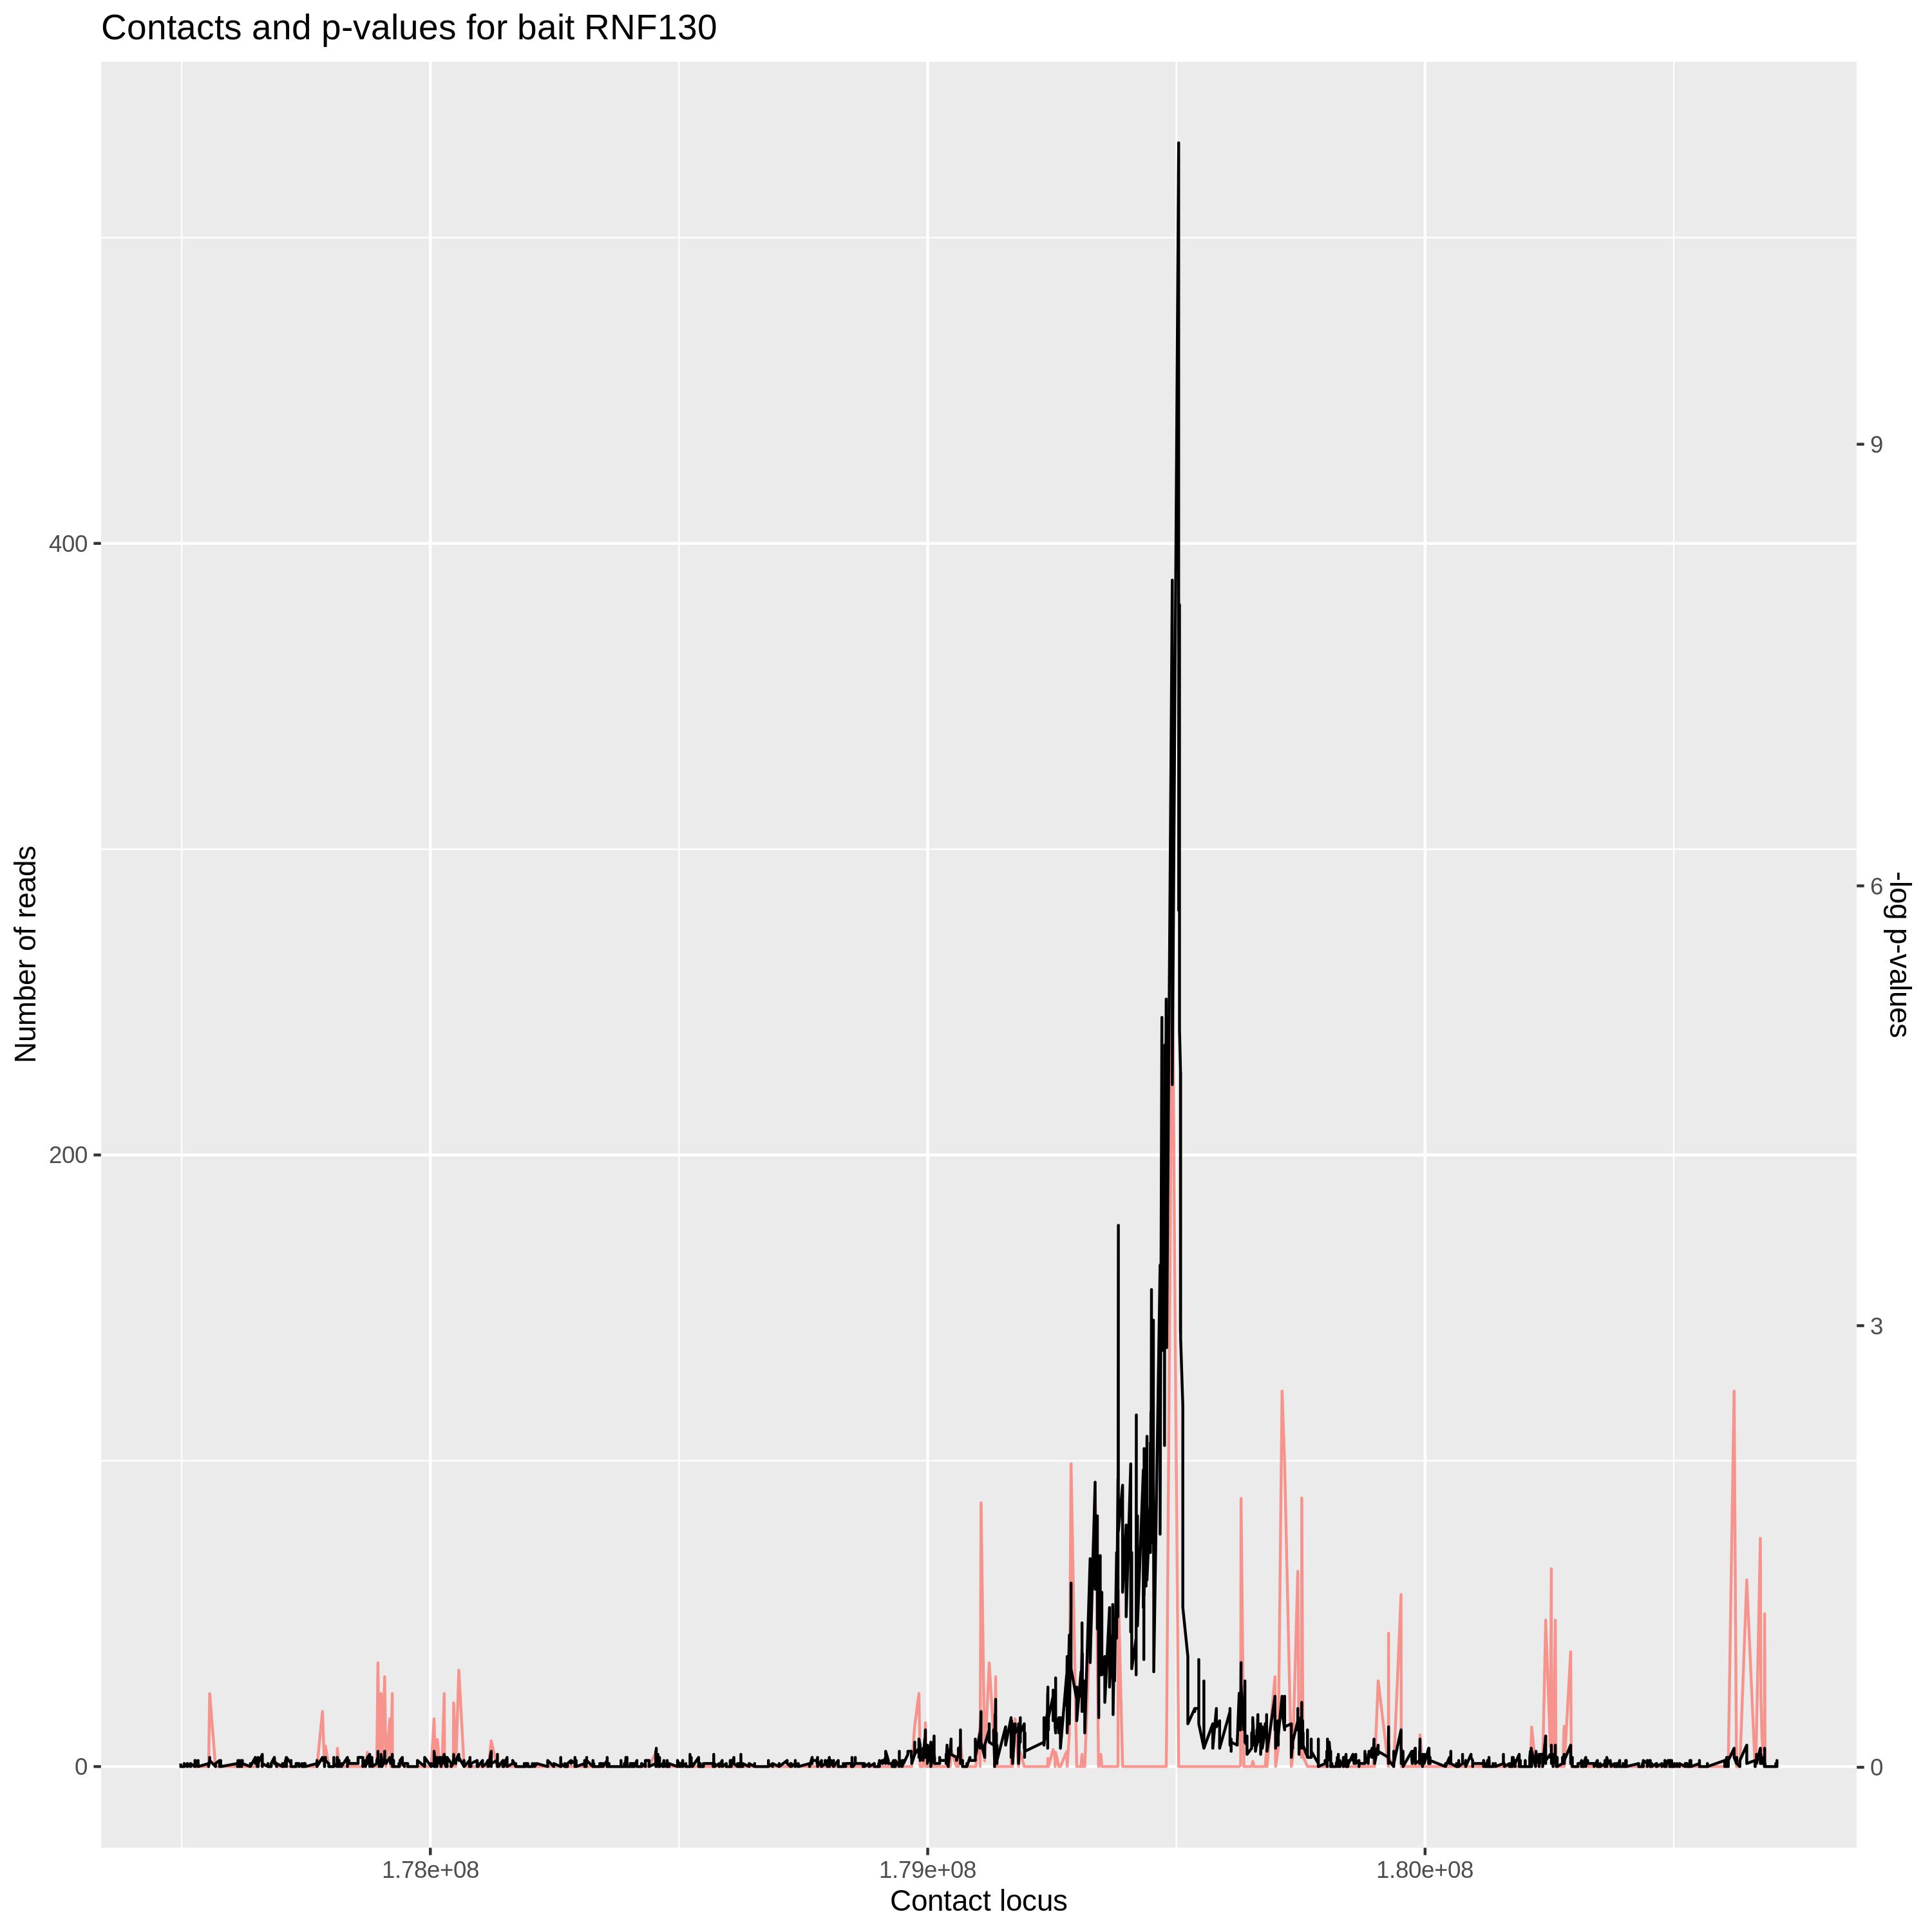 Contacts and p-values for bait RNF130
Number of reads
400
200
0
9
6
3
0
-log p-values
1.78e+08
1.79e+08
1.80e+08
Contact locus